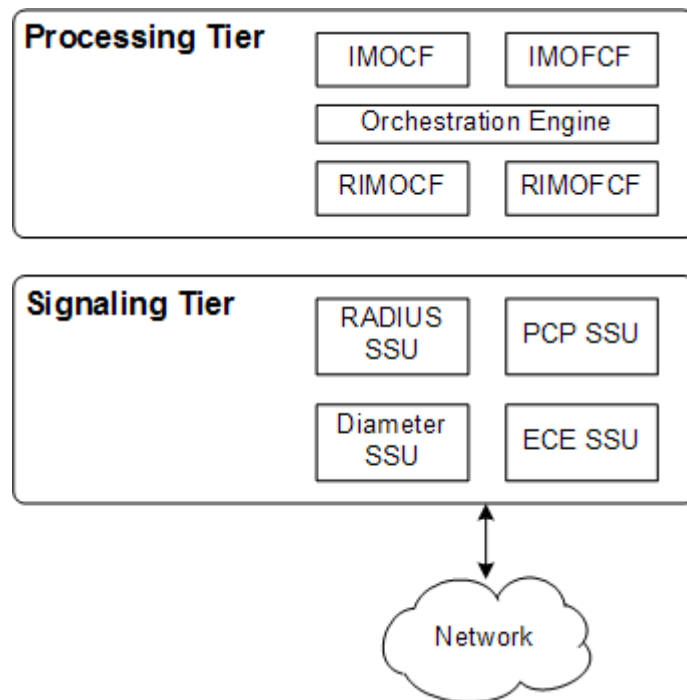 Processing Tier
IMOCF
IMOFCF
Orchestration Engine
RIMOCF
RIMOFCF
Signaling Tier
RADIUS
SSU
PCP SSU
Diameter
SSU
ECE SSU
Network